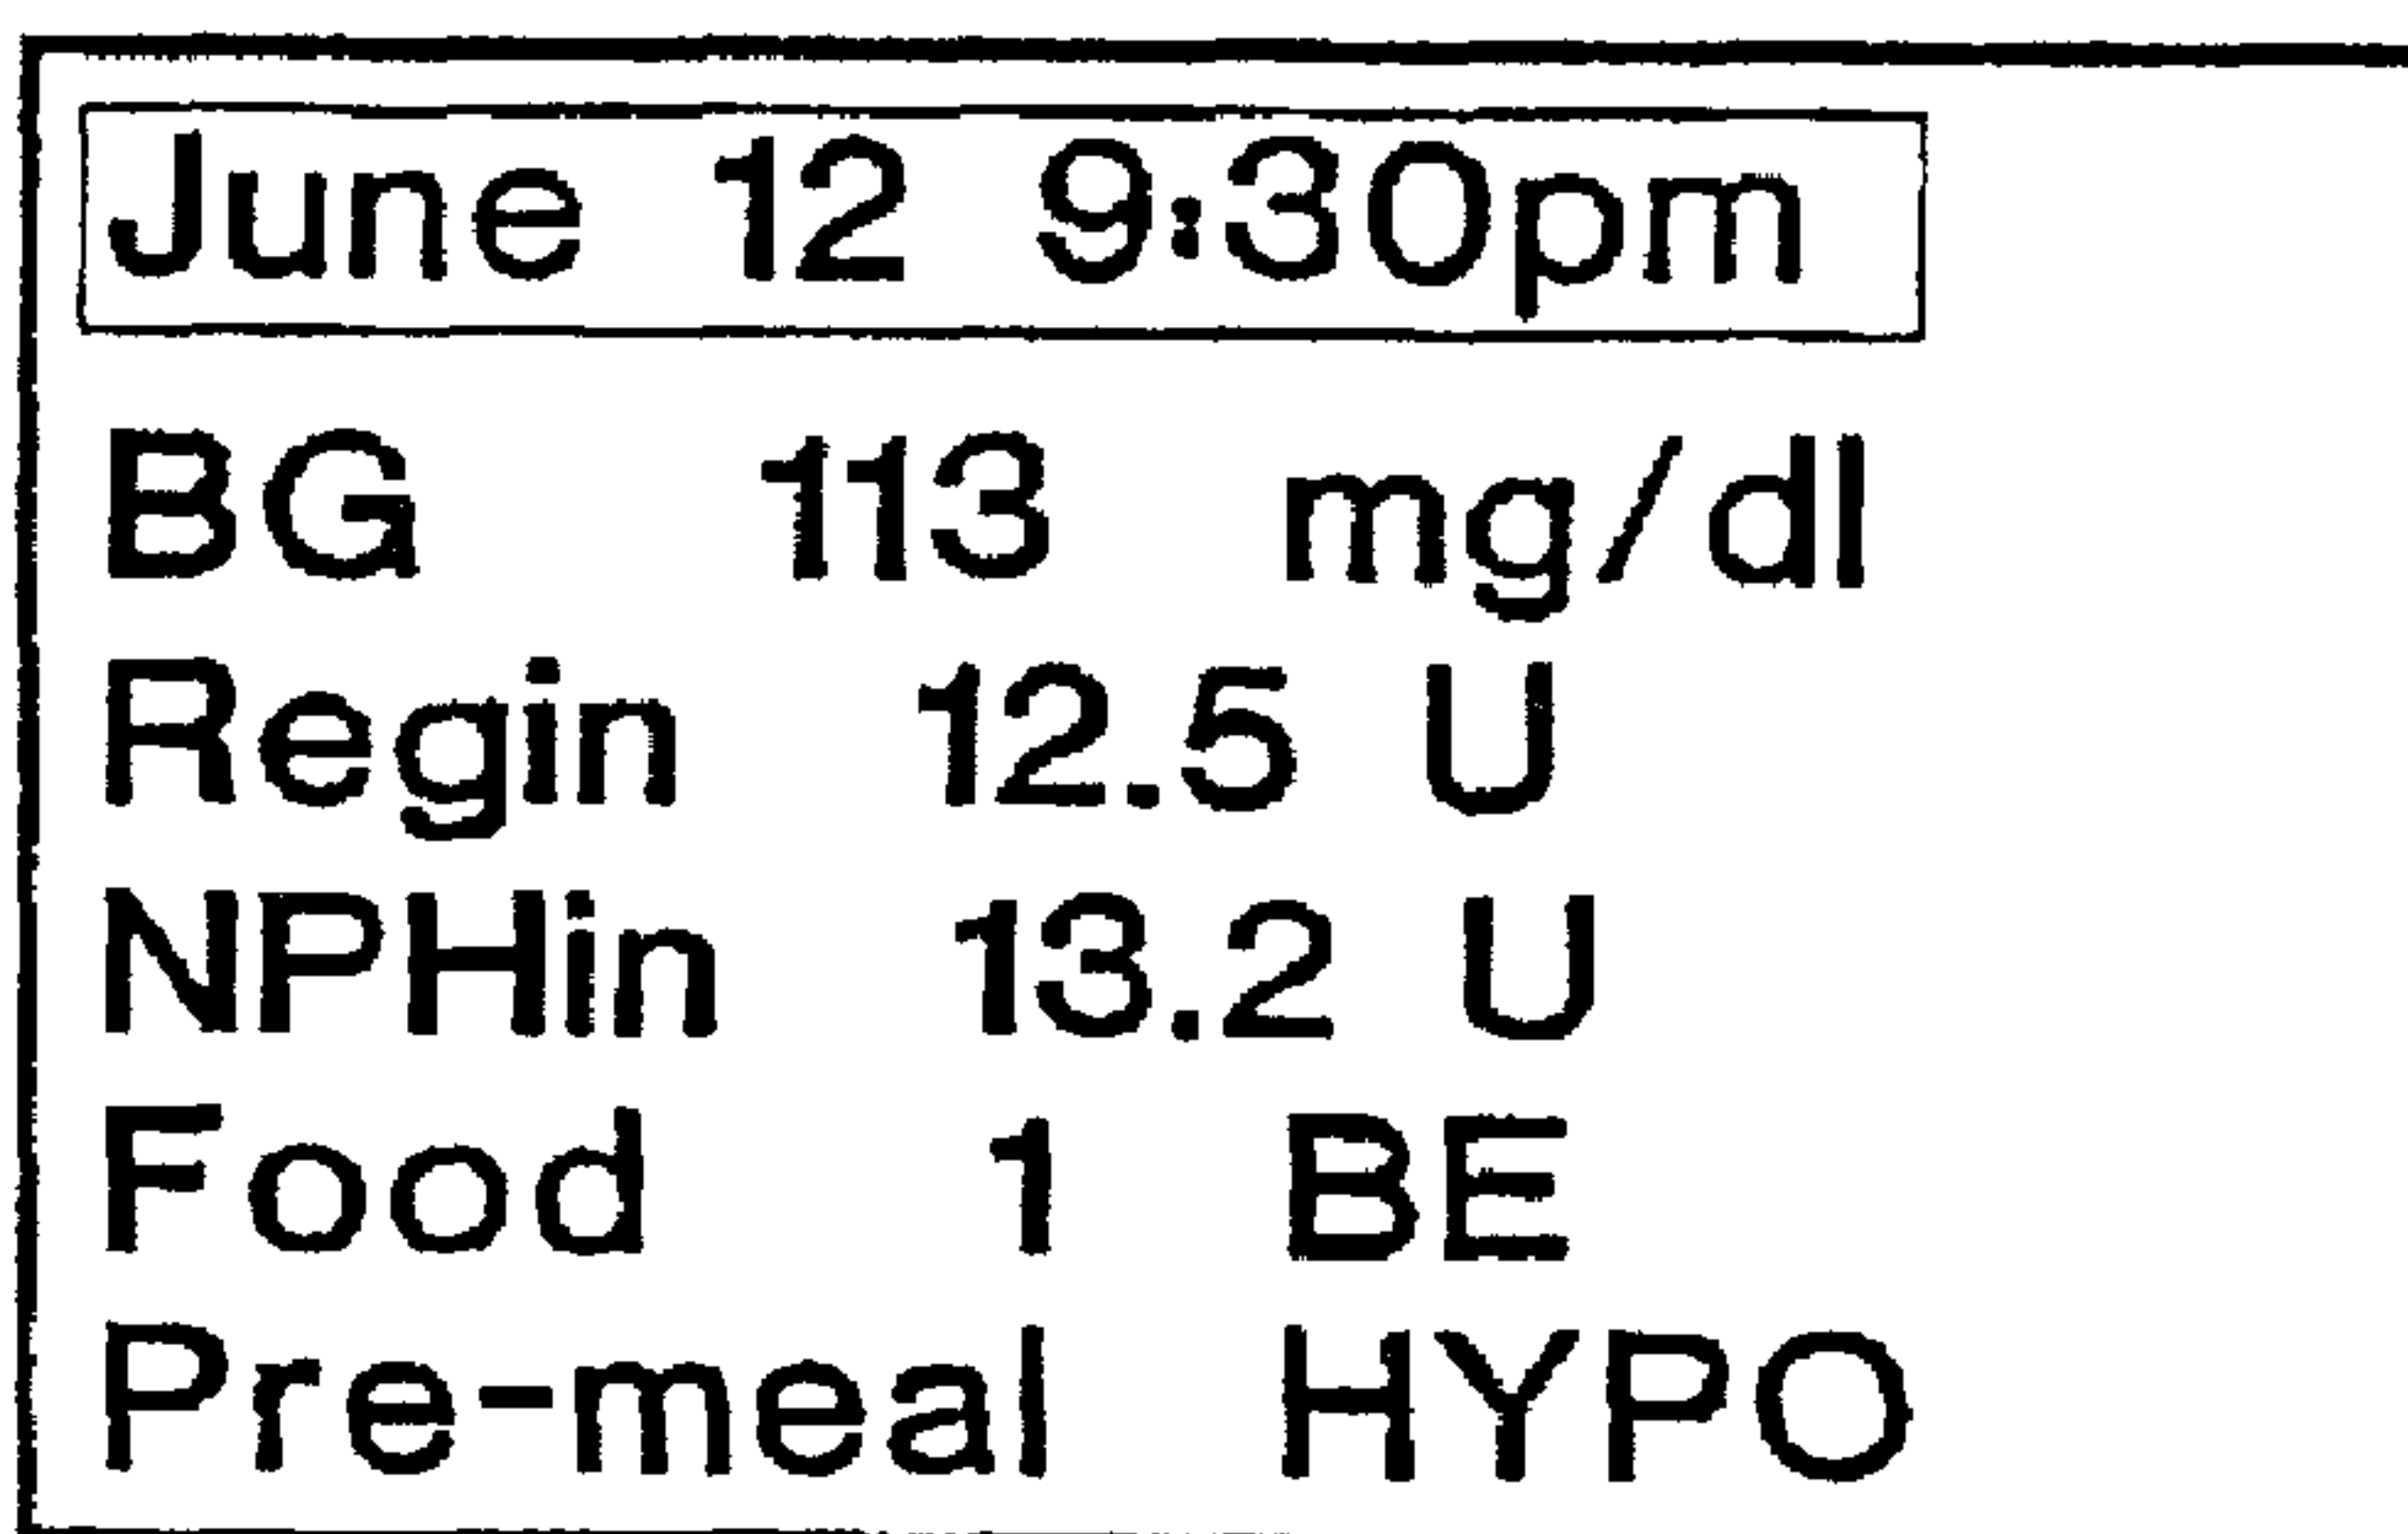 June 12 9:30pm
BG 113 mg/dl
Regin 12.5 U
NPHin 13.2 U
Food 1 BE
Pre-meal HYPO